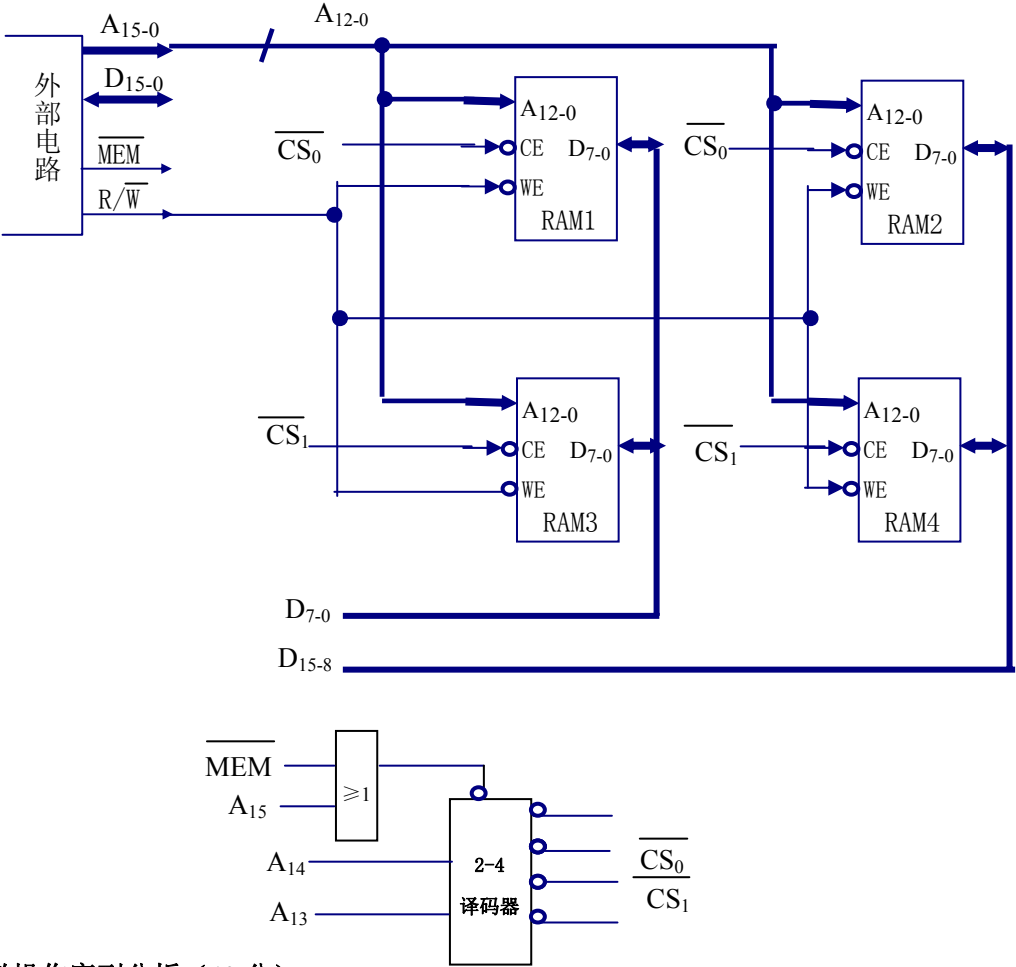 A15-0
A12-0
D15-0
外部电路
MEM
R/W
CS0
A12-0
CE
D7-0
WE
RAM1
CS0
A12-0
CE
D7-0
WE
RAM2
CS1
A12-0
CE
D7-0
WE
RAM3
CS1
A12-0
CE
D7-0
WE
RAM4
D7-0
D15-8
MEM
A15
≥1
A14
A13
2-4
译码器
CS0
CS1